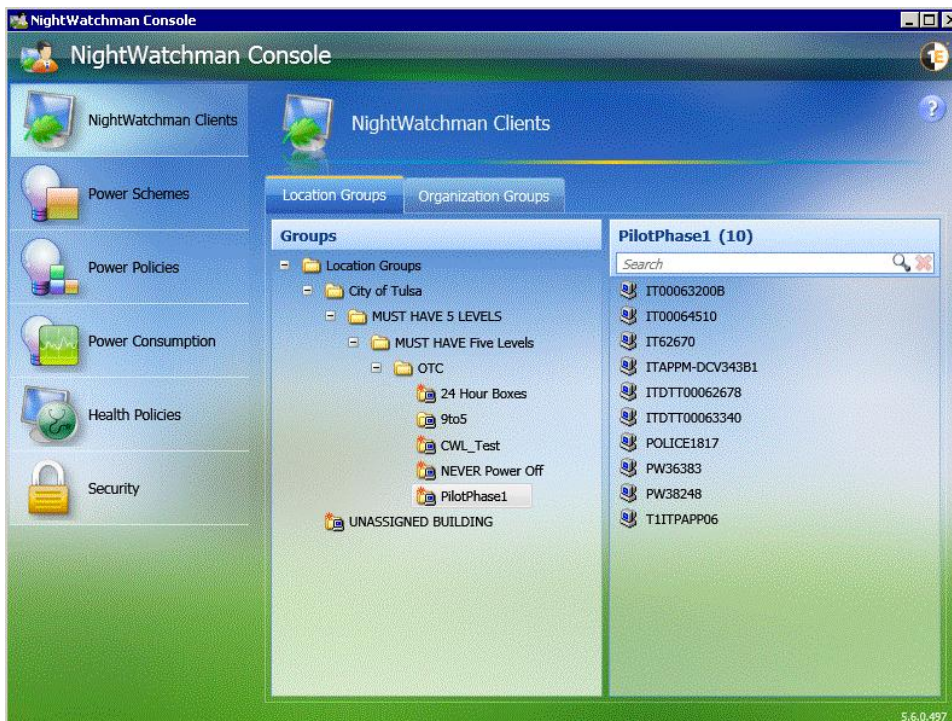 NightWatchman Console
NightWatchman Console
1E
NightWatchman Clients
Power Schemes
Power Policies
Power Consumption
Health Policies
Security
NightWatchman Clients
?
Location Groups
Organization Groups
Groups
Location Groups
City of Tulsa
MUST HAVE 5 LEVELS
MUST HAVE Five Levels
OTC
24 Hour Boxes
9to5
CWL_Test
NEVER Power Off
PilotPhase1
UNASSIGNED BUILDING
PilotPhase1 (10)
Search
IT00063200B
IT00064510
IT62670
ITAPPM-DCV343B1
ITDTT00062678
ITDTT00063340
POLICE1817
PW36383
PW38248
T1ITPAPP06
5.6.0.497